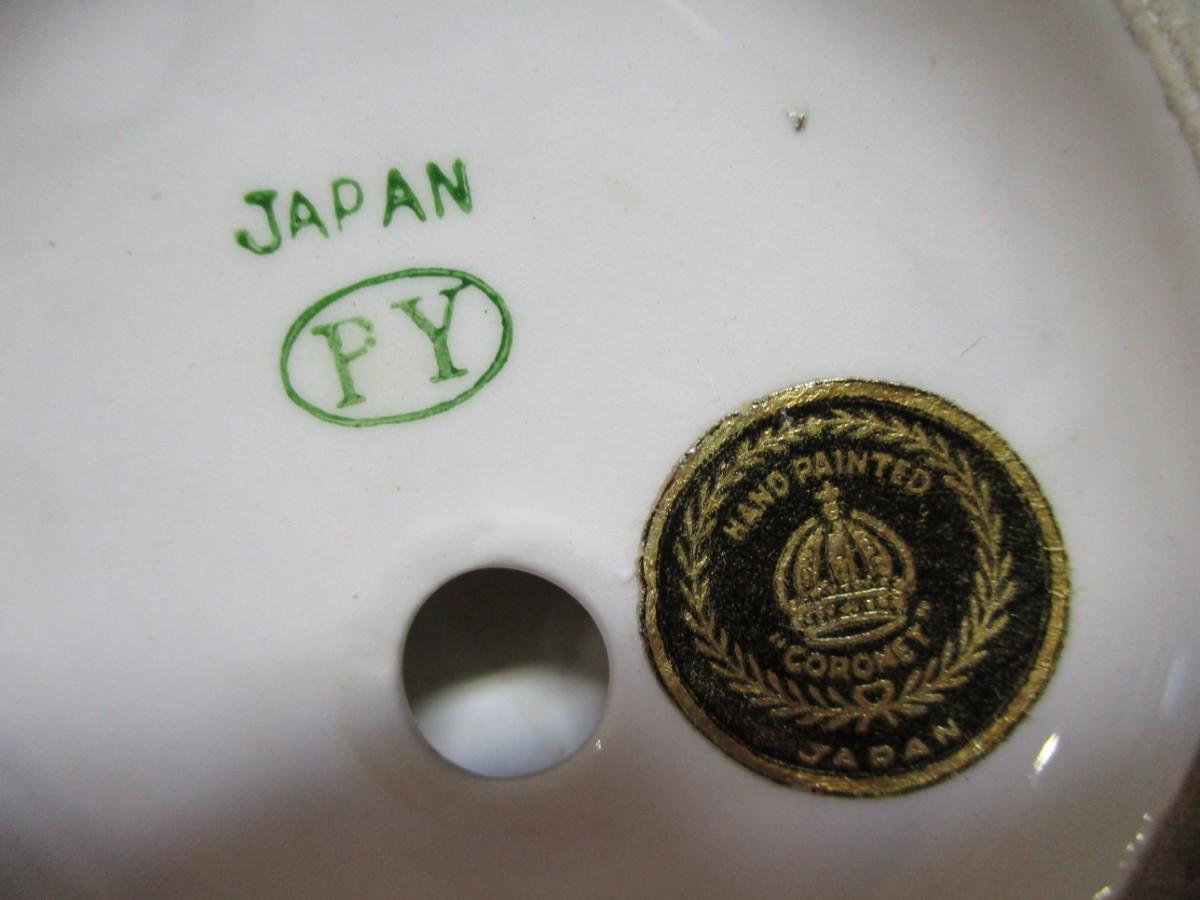 JAPAN
PY
HAND PAINTED
"CORONET"
JAPAN